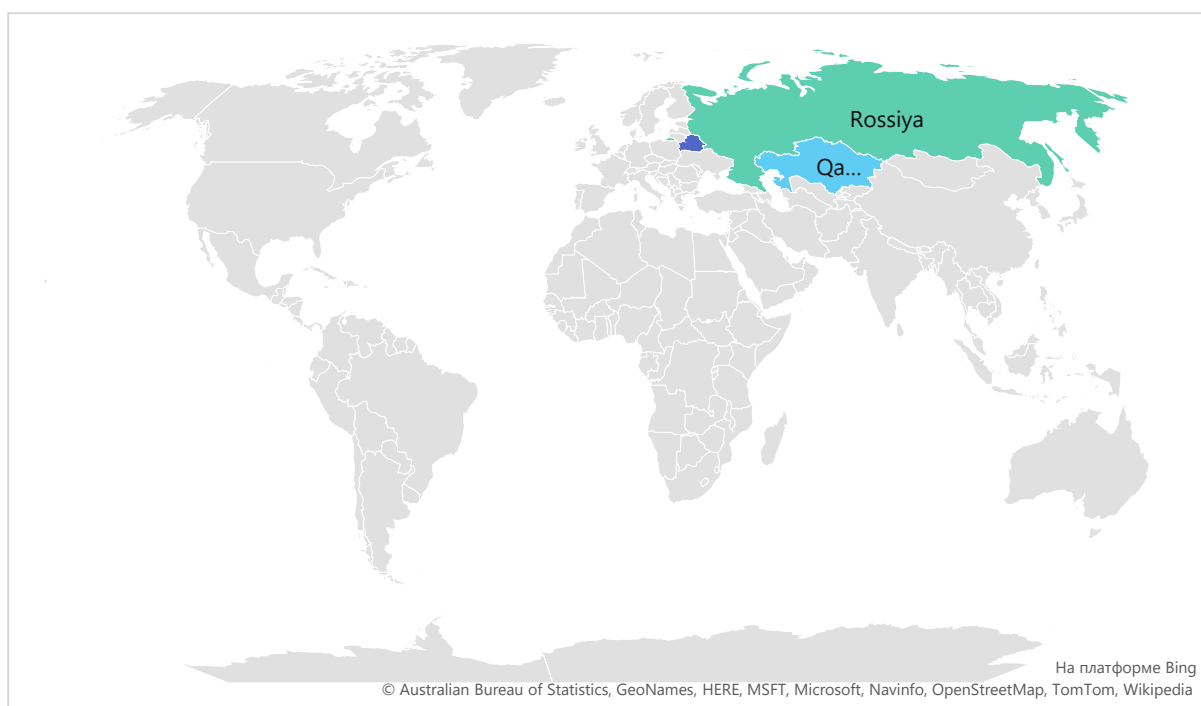 Rossiya
Qa...
На платформе Bing
© Australian Bureau of Statistics, GeoNames, HERE, MSFT, Microsoft, Navinfo, OpenStreetMap, TomTom, Wikipedia